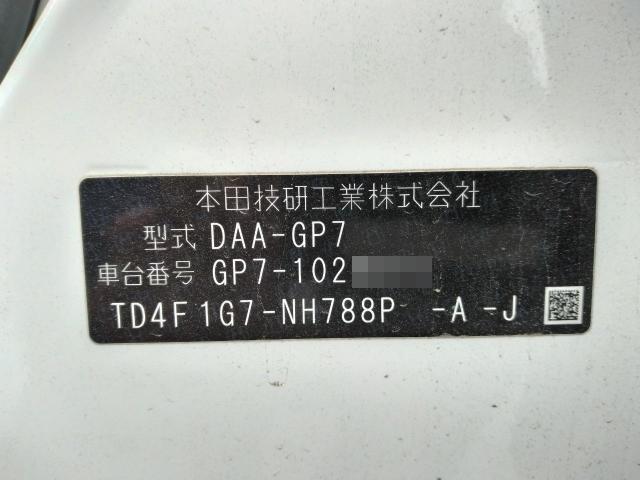 本田技研工業株式会社
型式 DAA-GP7
車台番号 GP7-102
TD4F1G7-NH788P -A-J